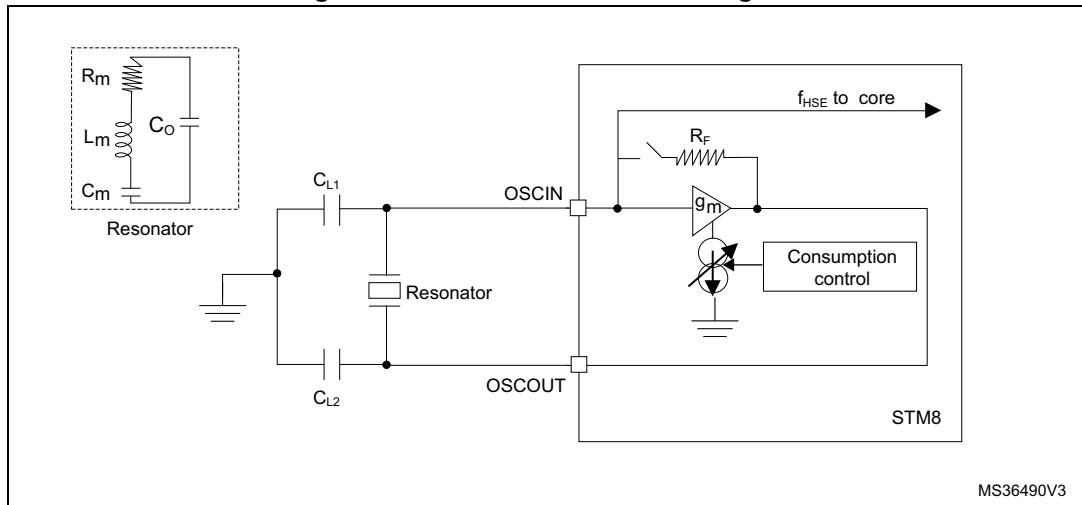 Rm
Lm
CO
Cm
Resonator
CL1
CL2
Resonator
OSCIN
OSCOUT
fHSE to core
RF
gm
Consumption
control
STM8
MS36490V3